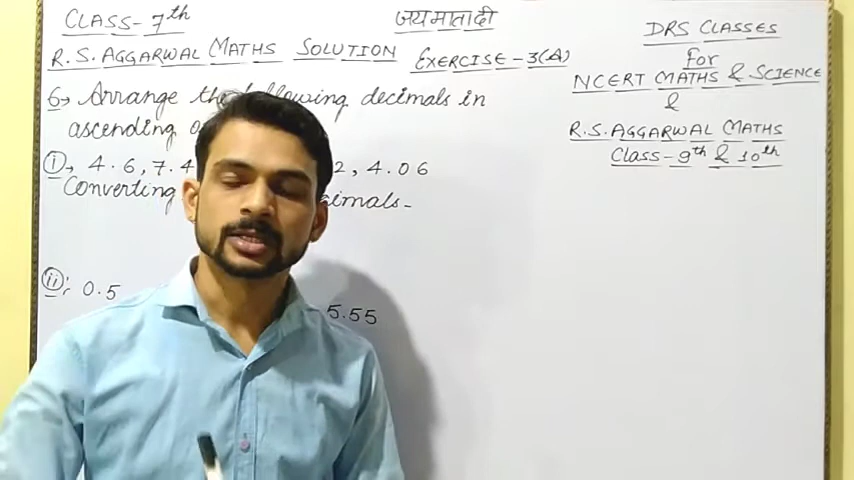 CLASS-7th
जय माता दी
R.S. AGGARWAL MATHS SOLUTION EXERCISE-3(A)
6→ Arrange the following decimals in
ascending
(i)→ 4.6, 7.4 2, 4.06
Converting decimals-
(ii): 0.5 5.55
DRS CLASSES
For
NCERT MATHS & SCIENCE
&
R.S. AGGARWAL MATHS
Class-9th & 10th